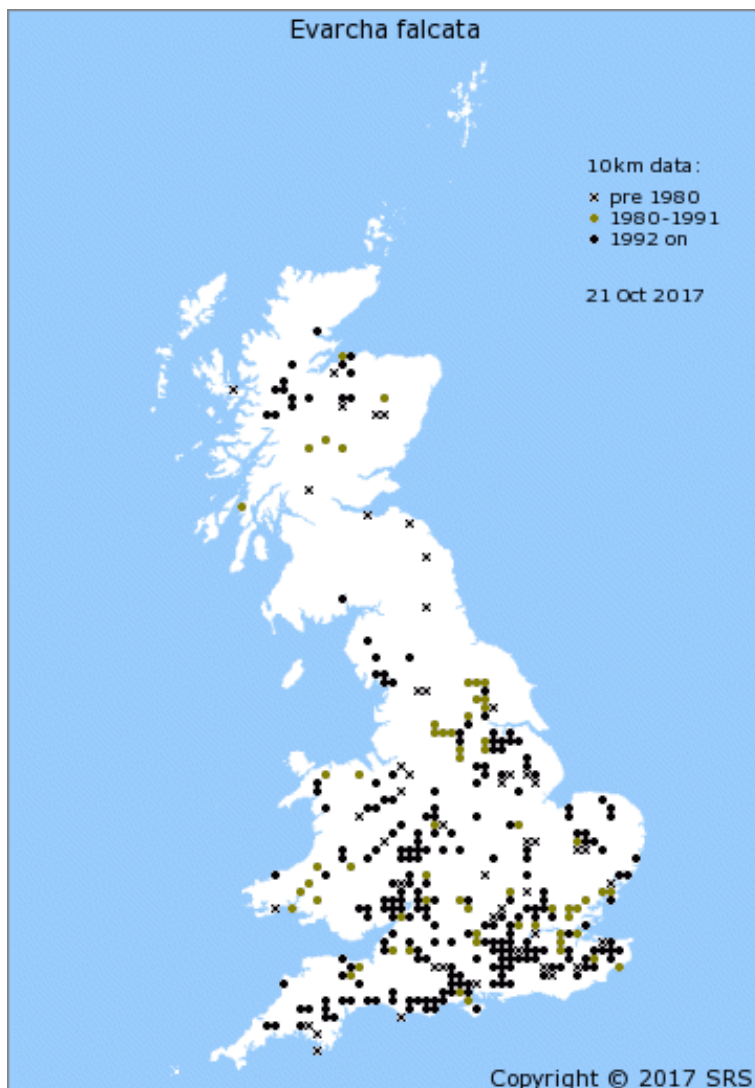 Evarcha falcata
10km data:
pre 1980
1980-1991
1992 on
21 Oct 2017
Copyright © 2017 SRS